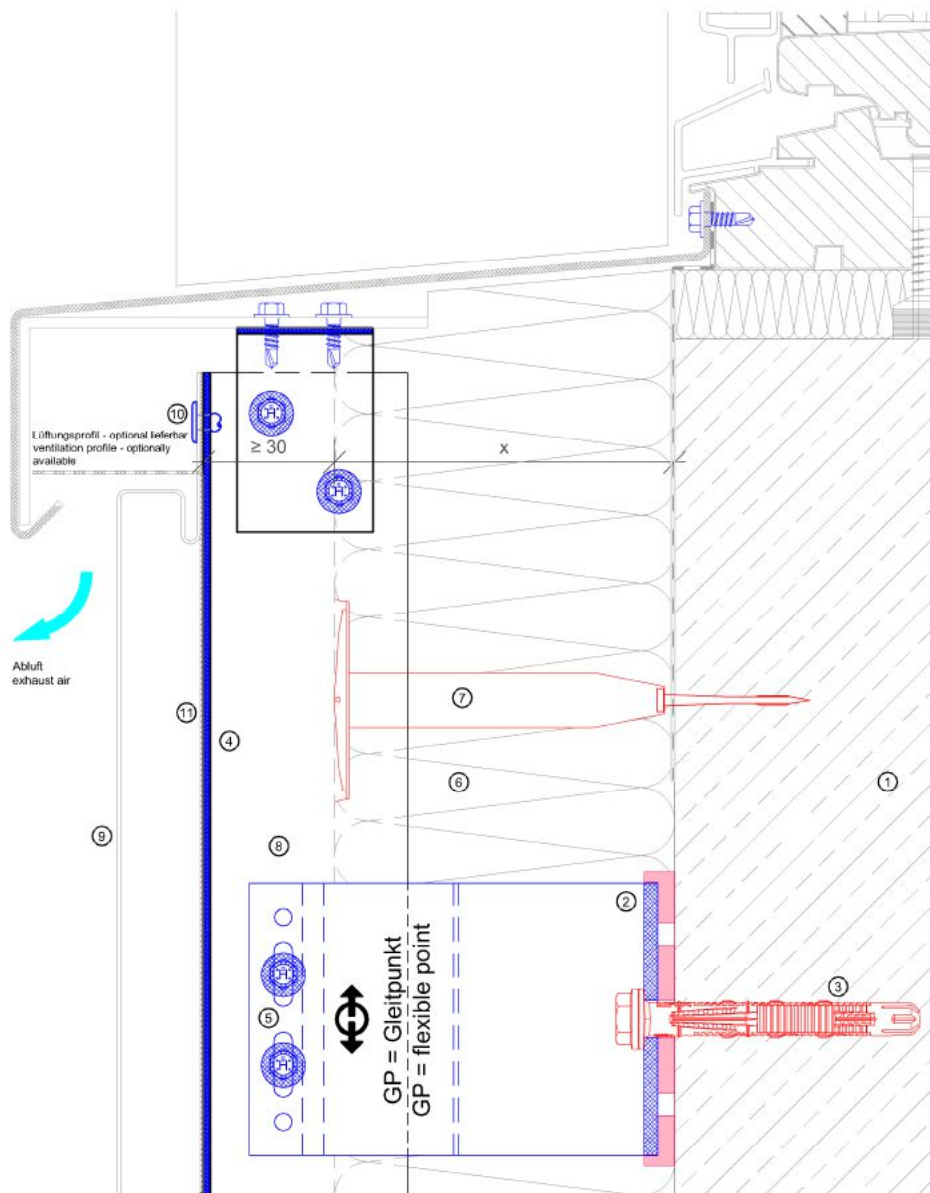 ⑩
Lüftungsprofil - optional lieferbar
ventilation profile - optionally
available
≥ 30
x
Abluft
exhaust air
⑪
④
⑦
⑥
①
⑨
⑧
②
③
⑤
GP = Gleitpunkt
GP = flexible point
H
H
H
H